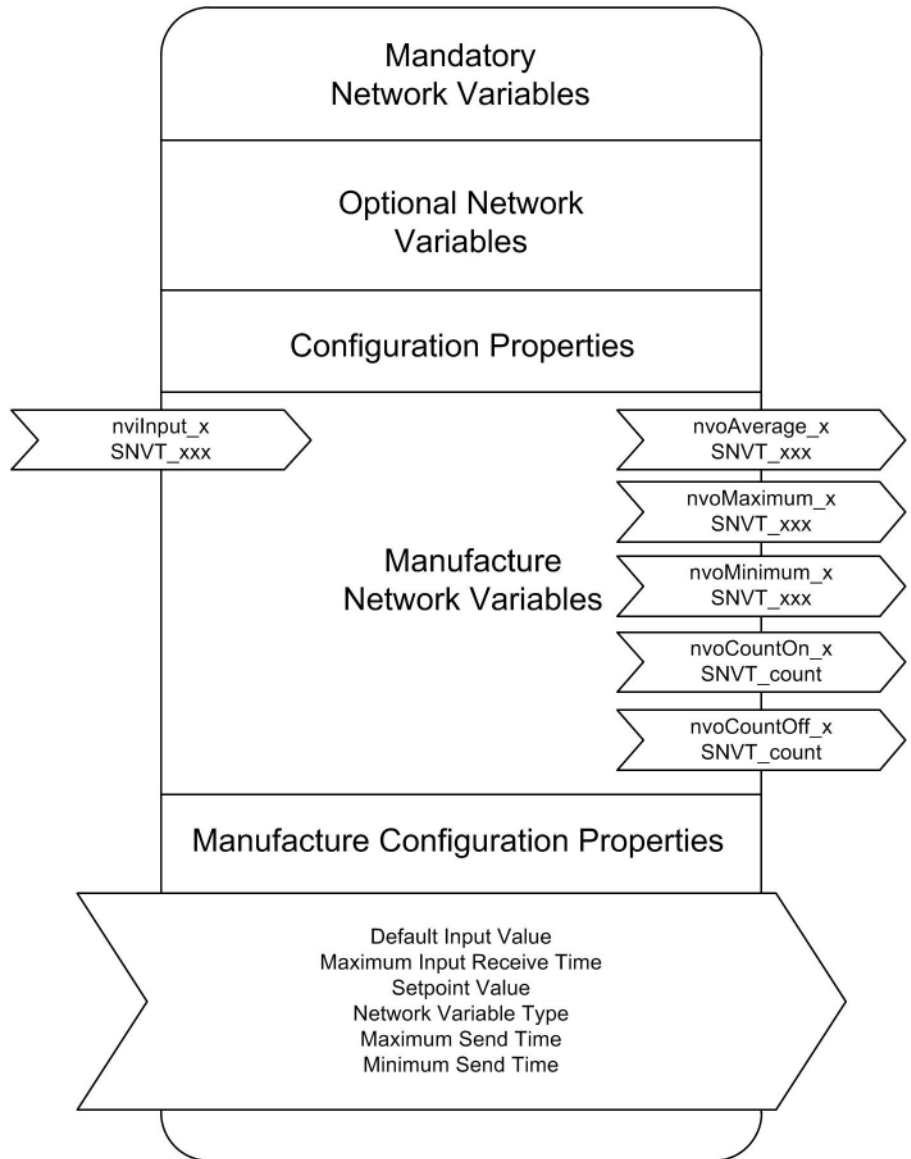 Mandatory
Network Variables
Optional Network
Variables
Configuration Properties
nviInput_x
SNVT_xxx
nvoAverage_x
SNVT_xxx
nvoMaximum_x
SNVT_xxx
Manufacture
Network Variables
nvoMinimum_x
SNVT_xxx
nvoCountOn_x
SNVT_count
nvoCountOff_x
SNVT_count
Manufacture Configuration Properties
Default Input Value
Maximum Input Receive Time
Setpoint Value
Network Variable Type
Maximum Send Time
Minimum Send Time